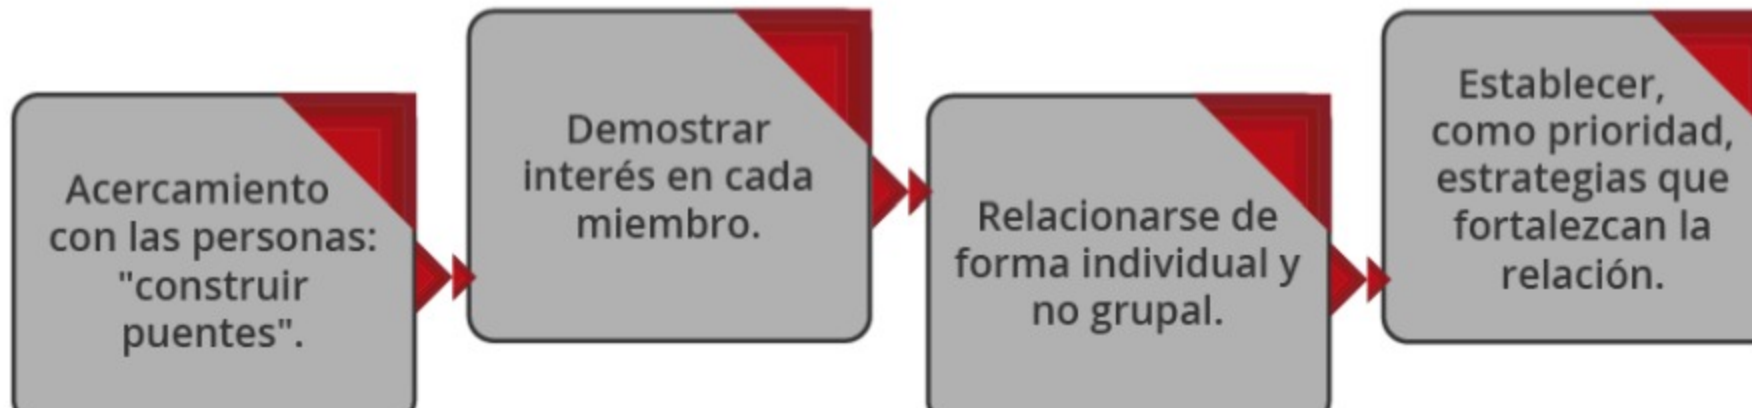 Acercamiento
con las personas:
"construir
puentes".
Demostrar
interés en cada
miembro.
Relacionarse de
forma individual y
no grupal.
Establecer,
como prioridad,
estrategias que
fortalezcan la
relación.